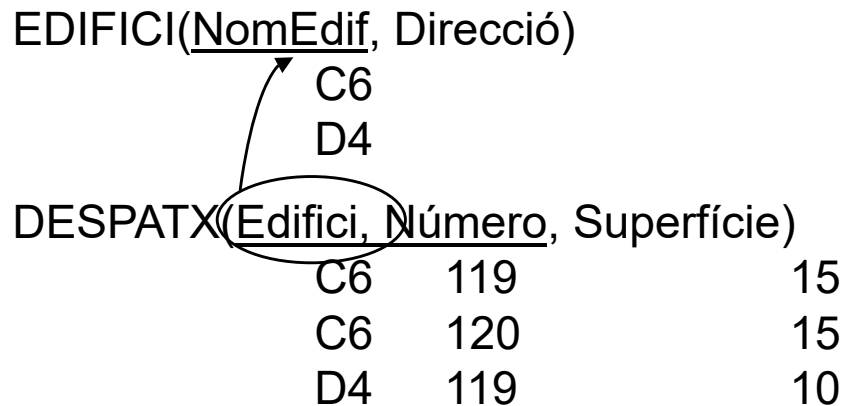 EDIFICI(NomEdif, Direcció)
C6
D4
DESPATX(Edifici, Número, Superfície)
C6 119 15
C6 120 15
D4 119 10